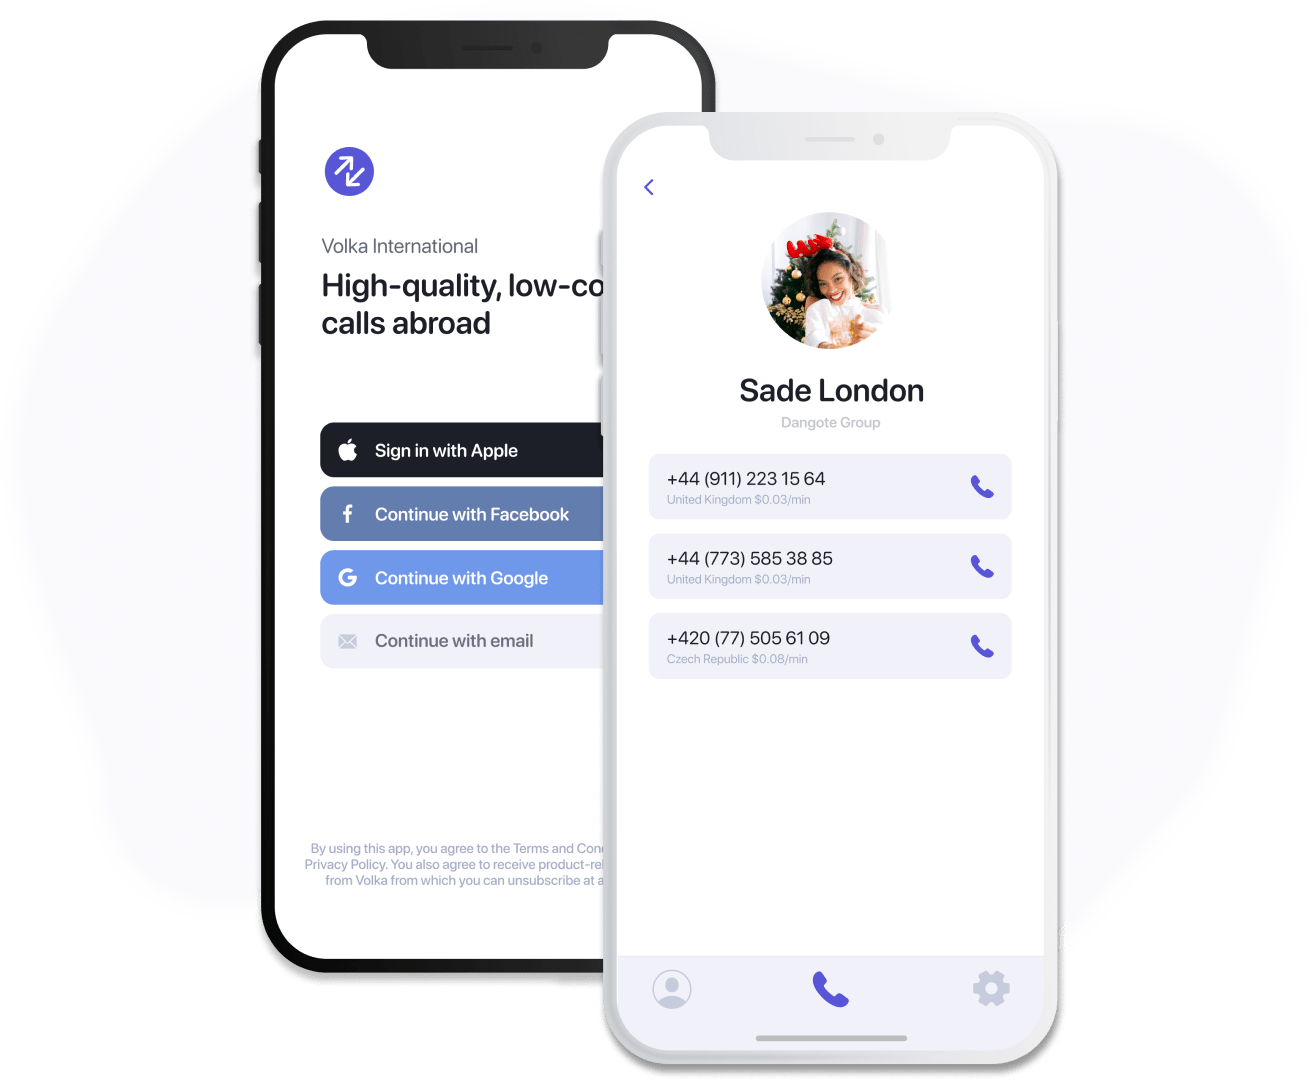 Volka International
High-quality, low-co
calls abroad
Sign in with Apple
Continue with Facebook
Continue with Google
Continue with email
By using this app, you agree to the Terms and Con
Privacy Policy. You also agree to receive product-re
from Volka from which you can unsubscribe at a
Sade London
Dangote Group
+44 (911) 223 15 64
United Kingdom $0.03/min
+44 (773) 585 38 85
United Kingdom $0.03/min
+420 (77) 505 61 09
Czech Republic $0.08/min